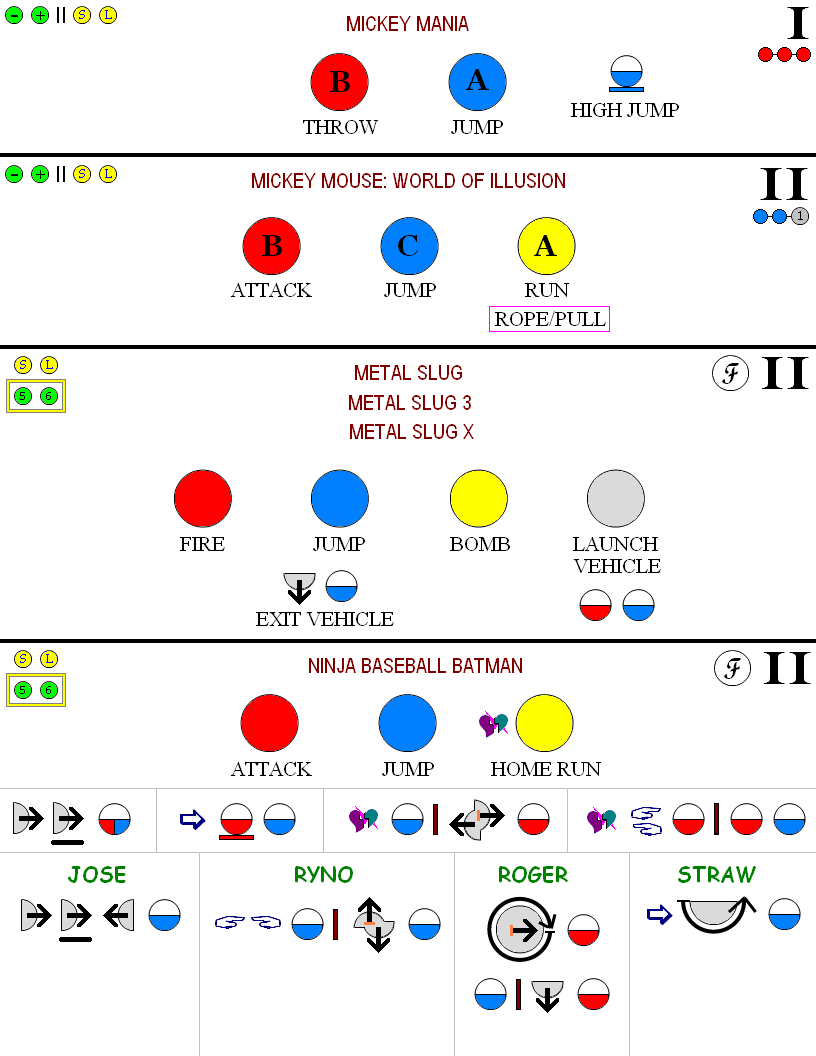 - + II S L
MICKEY MANIA
I
B
A
THROW
JUMP
HIGH JUMP
- + II S L
MICKEY MOUSE: WORLD OF ILLUSION
II
1
B
C
A
ATTACK
JUMP
RUN
ROPE/PULL
S L
5 6
METAL SLUG
METAL SLUG 3
METAL SLUG X
F II
FIRE
JUMP
BOMB
LAUNCH
VEHICLE
EXIT VEHICLE
S L
5 6
NINJA BASEBALL BATMAN
F II
ATTACK
JUMP
HOME RUN
JOSE
RYNO
ROGER
STRAW